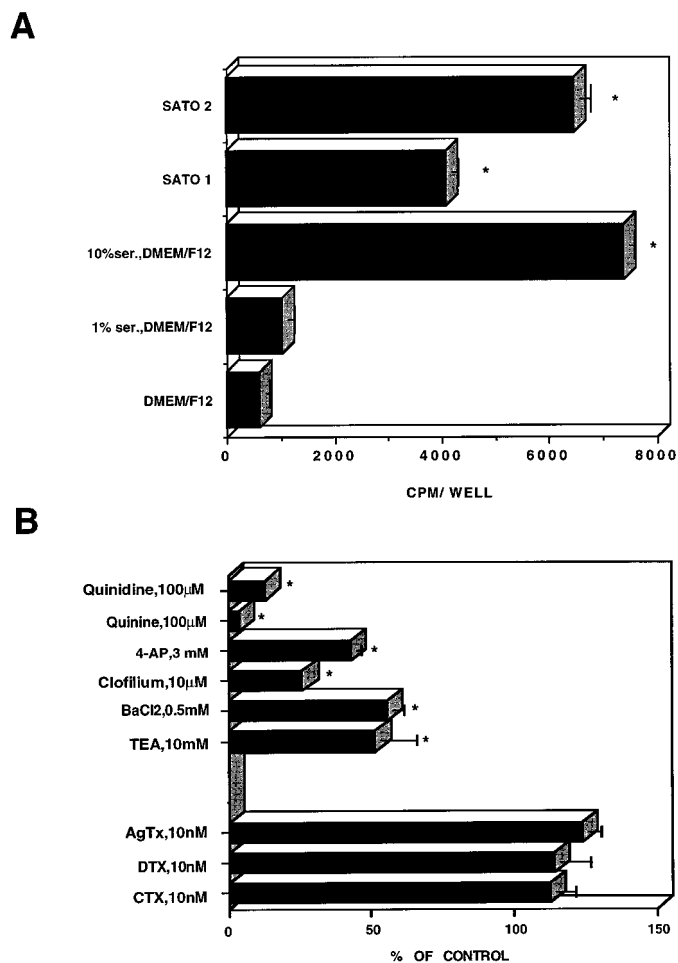 A
SATO 2
*
SATO 1
*
10%ser.,DMEM/F12
*
1% ser.,DMEM/F12
DMEM/F12
0 2000 4000 6000 8000
CPM/ WELL
B
Quinidine,100µM
*
Quinine,100µM
*
4-AP,3 mM
*
Clofilium,10µM
*
BaCl2,0.5mM
*
TEA,10mM
*
AgTx,10nM
DTX,10nM
CTX,10nM
0 50 100 150
% OF CONTROL